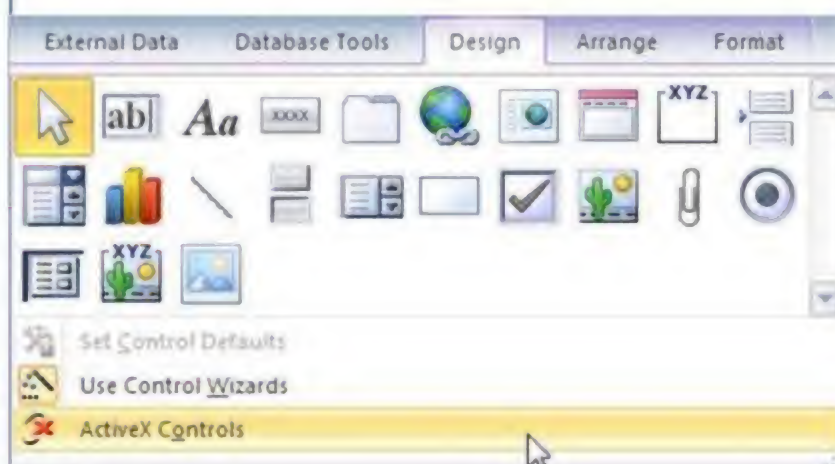 External Data Database Tools Design Arrange Format
ab Aa XXXX XYZ
XYZ
Set Control Defaults
Use Control Wizards
ActiveX Controls